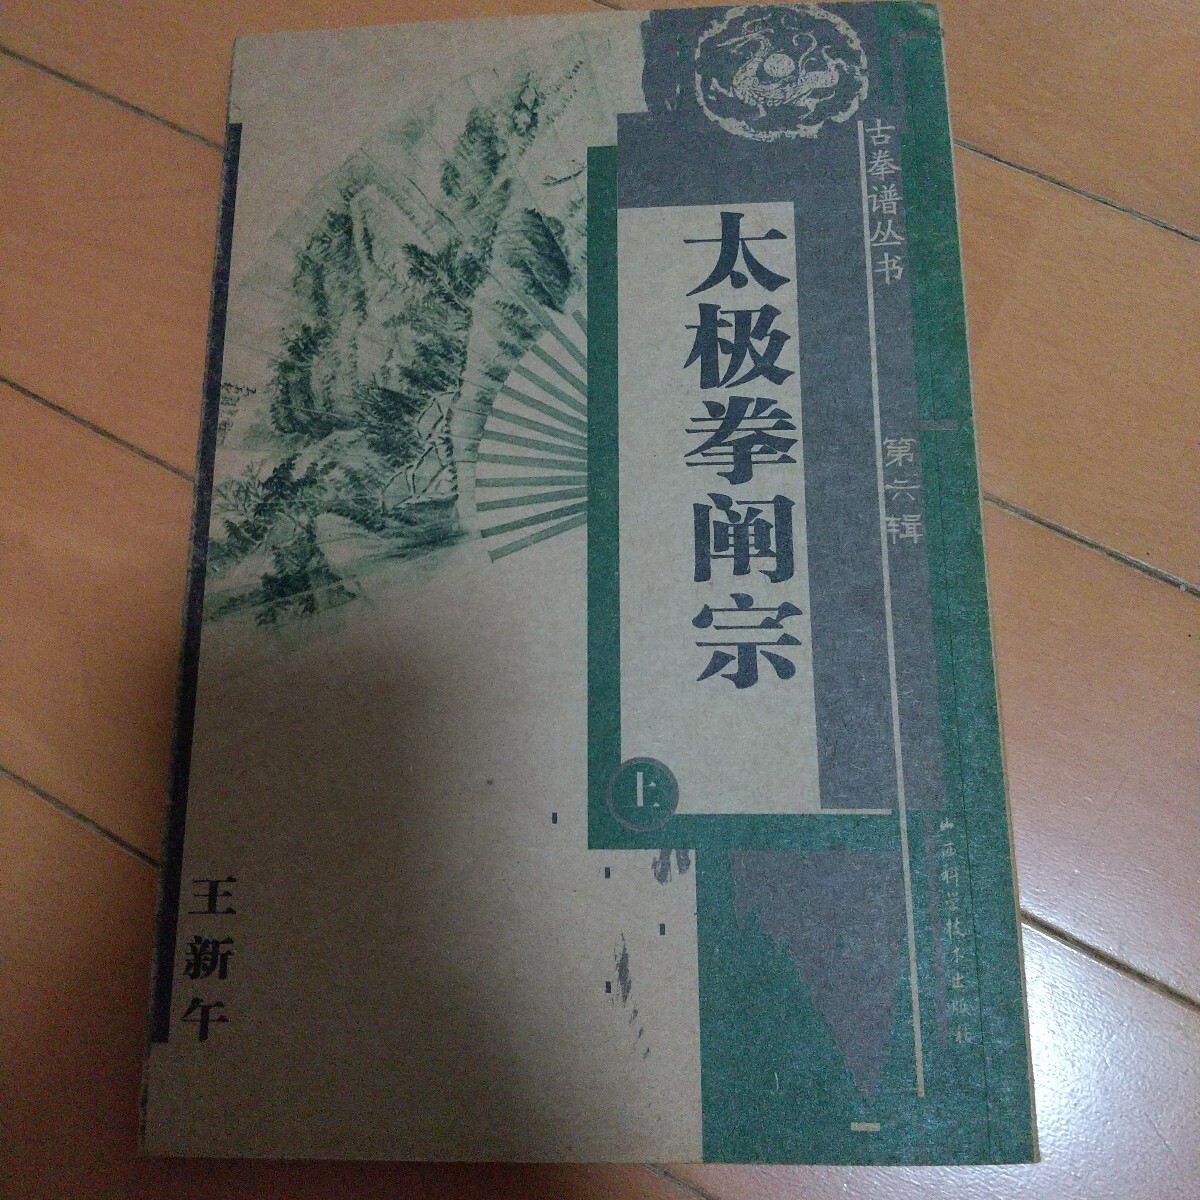 古拳谱丛书
第六辑
太极拳阐宗
上
王新午
山西科学技术出版社